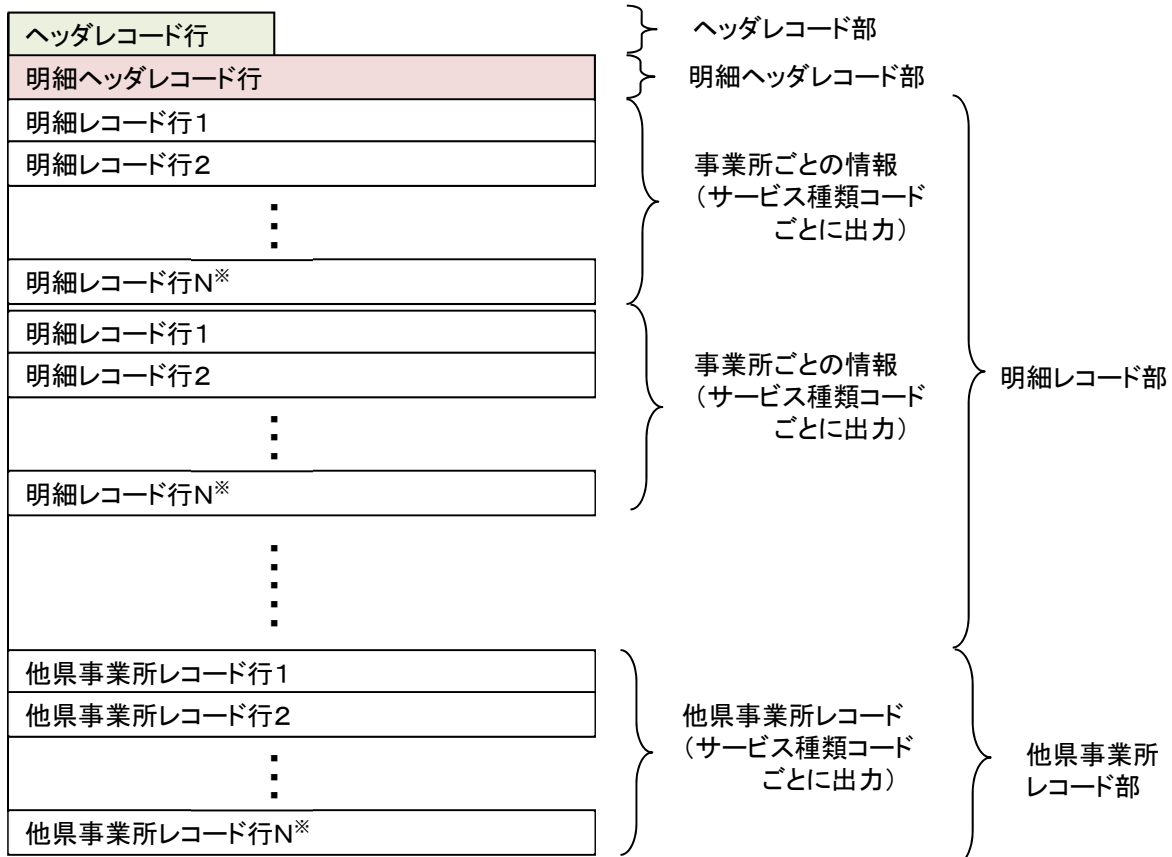 ヘッダレコード行
ヘッダレコード部
明細ヘッダレコード行
明細ヘッダレコード部
明細レコード行1
明細レコード行2
明細レコード行N※
事業所ごとの情報
(サービス種類コード
ごとに出力)
明細レコード行1
明細レコード行2
明細レコード行N※
事業所ごとの情報
(サービス種類コード
ごとに出力)
明細レコード部
他県事業所レコード行1
他県事業所レコード行2
他県事業所レコード行N※
他県事業所レコード
(サービス種類コード
ごとに出力)
他県事業所
レコード部